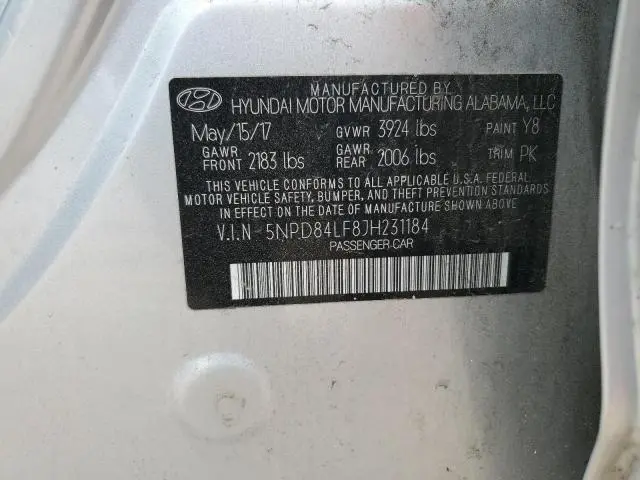 MANUFACTURED BY
HYUNDAI MOTOR MANUFACTURING ALABAMA, LLC
May/15/17 GVWR 3924 lbs PAINT Y8
GAWR FRONT 2183 lbs GAWR REAR 2006 lbs TRIM PK
THIS VEHICLE CONFORMS TO ALL APPLICABLE U.S.A. FEDERAL
MOTOR VEHICLE SAFETY, BUMPER, AND THEFT PREVENTION STANDARDS
IN EFFECT ON THE DATE OF MANUFACTURE SHOWN ABOVE.
V.I.N - 5NPD84LF8JH231184
PASSENGER CAR